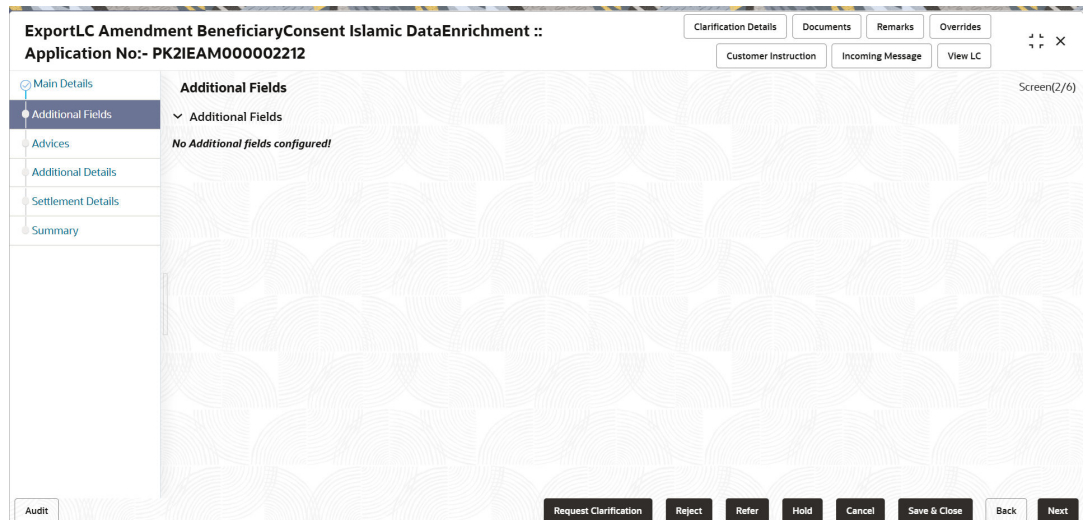 ExportLC Amendment BeneficiaryConsent Islamic DataEnrichment ::
Application No:- PK2IEAM000002212
Clarification Details
Documents
Remarks
Overrides
Customer Instruction
Incoming Message
View LC
Main Details
Additional Fields
Advices
Additional Details
Settlement Details
Summary
Additional Fields
Screen(2/6)
Additional Fields
No Additional fields configured!
Audit
Request Clarification
Reject
Refer
Hold
Cancel
Save & Close
Back
Next